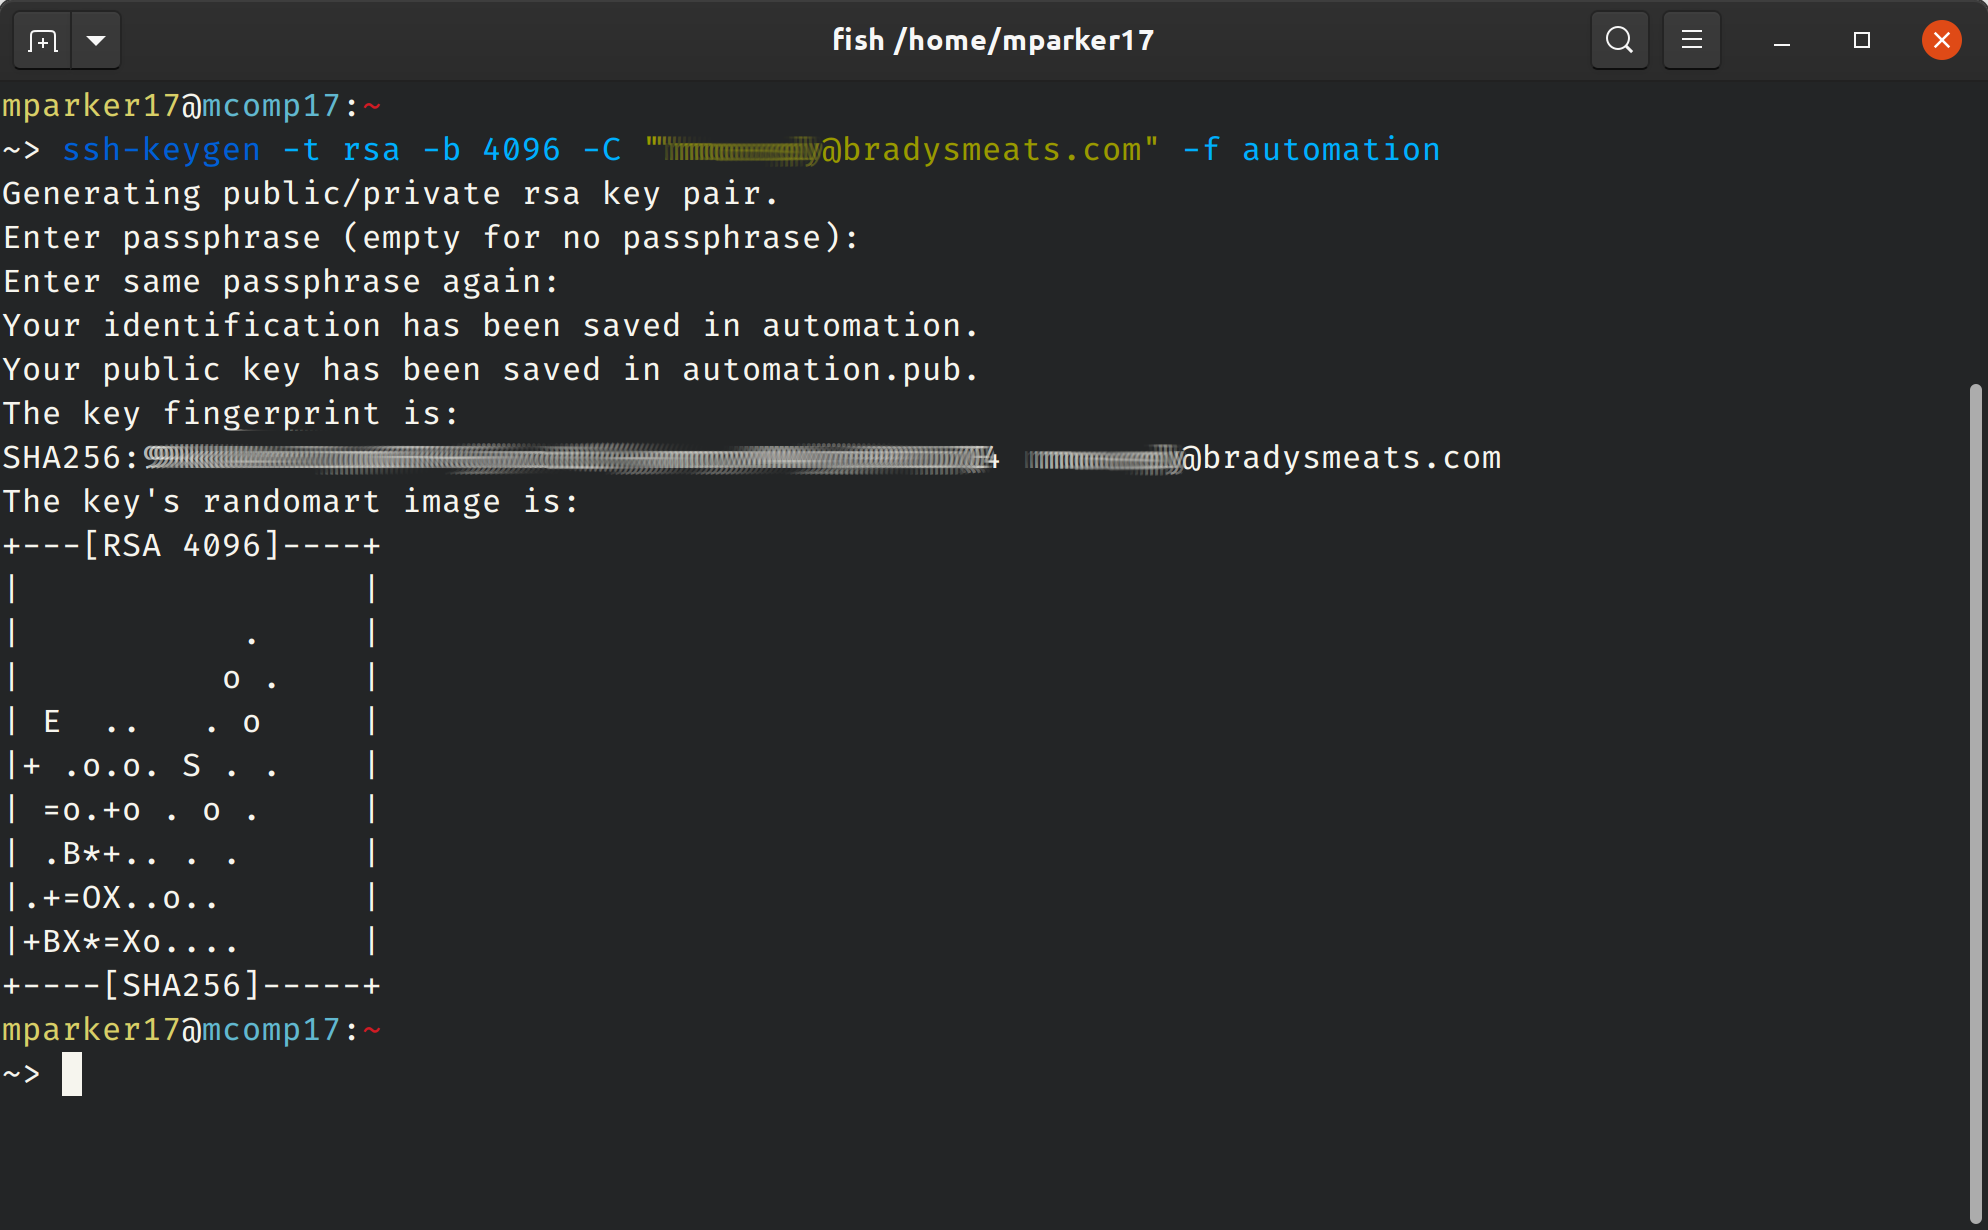 fish /home/mparker17
mparker17@mcomp17:~
~> ssh-keygen -t rsa -b 4096 -C "@bradysmeats.com" -f automation
Generating public/private rsa key pair.
Enter passphrase (empty for no passphrase):
Enter same passphrase again:
Your identification has been saved in automation.
Your public key has been saved in automation.pub.
The key fingerprint is:
SHA256: @bradysmeats.com
The key's randomart image is:
+---[RSA 4096]----+
|                 |
|           .     |
|          o .    |
| E  ..   . o     |
|+ .o.o. S . .    |
| =o.+o . o .     |
| .B*+.. . .      |
|.+=OX..o..       |
|+BX*=Xo....      |
+----[SHA256]-----+
mparker17@mcomp17:~
~>